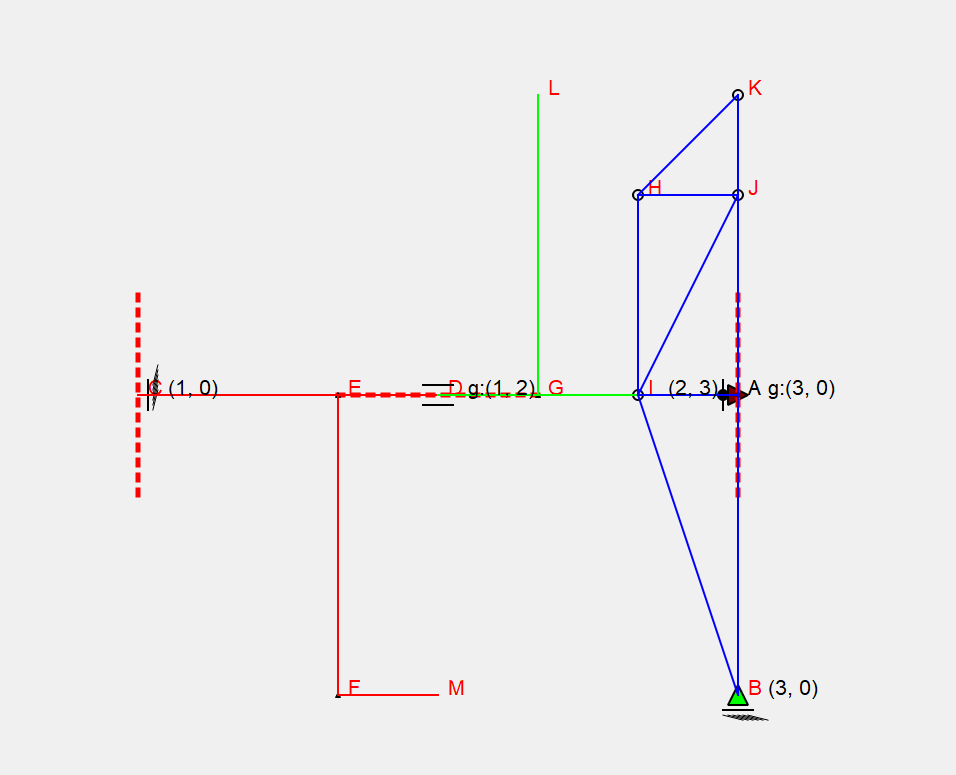 L
K
H
J
C (1, 0)
E
D g:(1, 2)
G
I (2, 3)
A g:(3, 0)
F
M
B (3, 0)